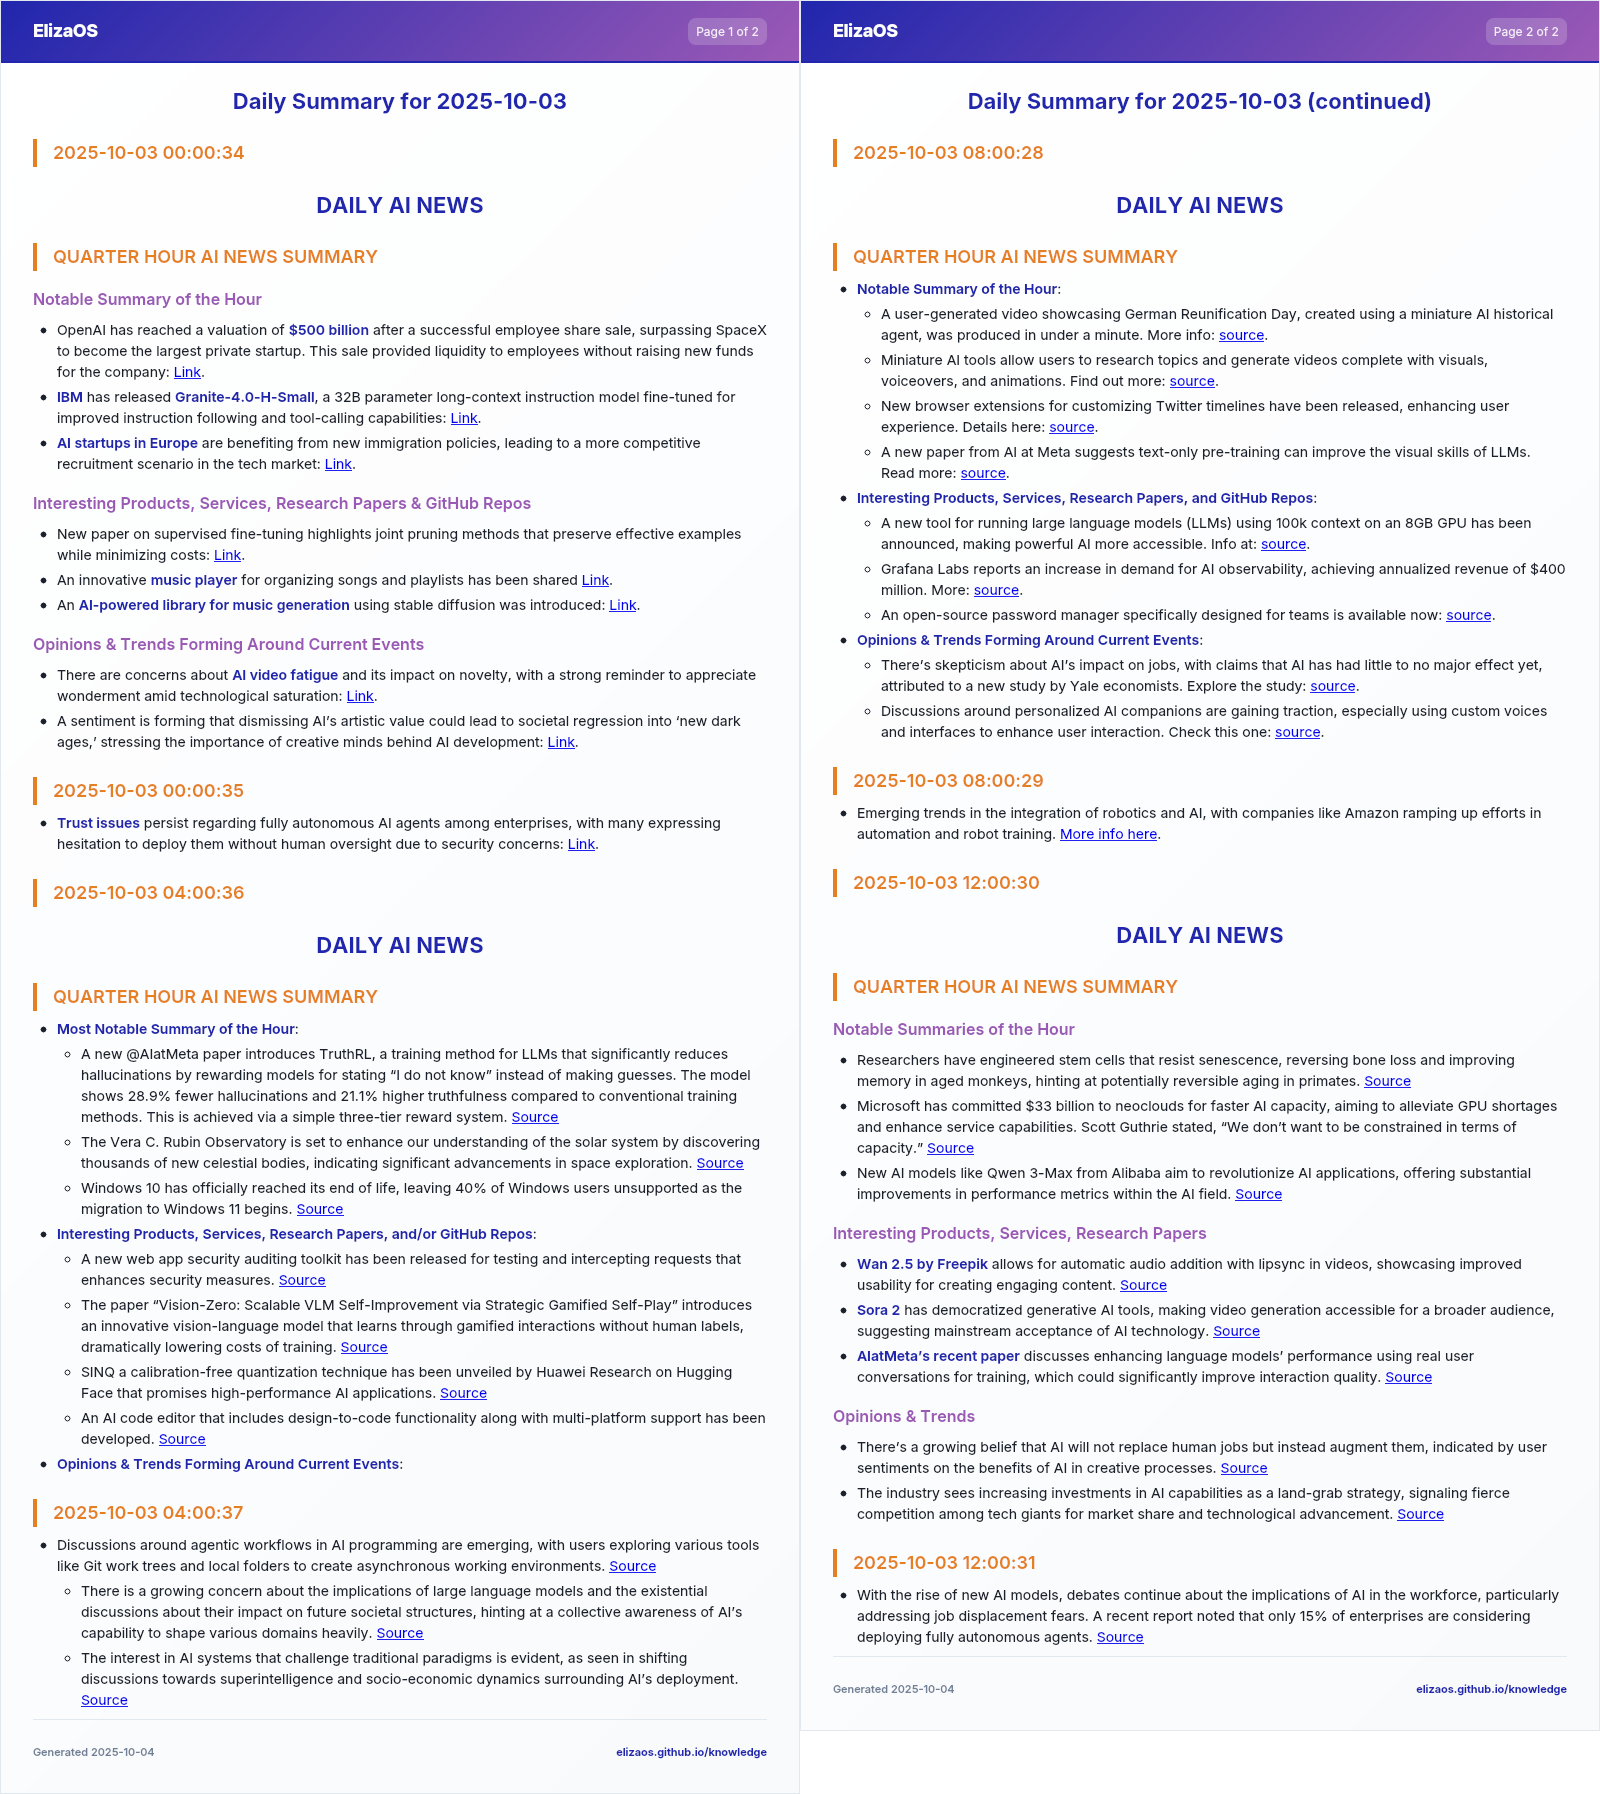 ElizaOS
Page 1 of 2
Daily Summary for 2025-10-03
2025-10-03 00:00:34
DAILY AI NEWS
QUARTER HOUR AI NEWS SUMMARY
Notable Summary of the Hour
• OpenAI has reached a valuation of $500 billion after a successful employee share sale, surpassing SpaceX
to become the largest private startup. This sale provided liquidity to employees without raising new funds
for the company: Link.
• IBM has released Granite-4.0-H-Small, a 32B parameter long-context instruction model fine-tuned for
improved instruction following and tool-calling capabilities: Link.
• AI startups in Europe are benefiting from new immigration policies, leading to a more competitive
recruitment scenario in the tech market: Link.
Interesting Products, Services, Research Papers & GitHub Repos
• New paper on supervised fine-tuning highlights joint pruning methods that preserve effective examples
while minimizing costs: Link.
• An innovative music player for organizing songs and playlists has been shared Link.
• An AI-powered library for music generation using stable diffusion was introduced: Link.
Opinions & Trends Forming Around Current Events
• There are concerns about AI video fatigue and its impact on novelty, with a strong reminder to appreciate
wonderment amid technological saturation: Link.
• A sentiment is forming that dismissing AI’s artistic value could lead to societal regression into ‘new dark
ages,’ stressing the importance of creative minds behind AI development: Link.
2025-10-03 00:00:35
• Trust issues persist regarding fully autonomous AI agents among enterprises, with many expressing
hesitation to deploy them without human oversight due to security concerns: Link.
2025-10-03 04:00:36
DAILY AI NEWS
QUARTER HOUR AI NEWS SUMMARY
• Most Notable Summary of the Hour:
◦ A new @AIatMeta paper introduces TruthRL, a training method for LLMs that significantly reduces
hallucinations by rewarding models for stating “I do not know” instead of making guesses. The model
shows 28.9% fewer hallucinations and 21.1% higher truthfulness compared to conventional training
methods. This is achieved via a simple three-tier reward system. Source
◦ The Vera C. Rubin Observatory is set to enhance our understanding of the solar system by discovering
thousands of new celestial bodies, indicating significant advancements in space exploration. Source
◦ Windows 10 has officially reached its end of life, leaving 40% of Windows users unsupported as the
migration to Windows 11 begins. Source
• Interesting Products, Services, Research Papers, and/or GitHub Repos:
◦ A new web app security auditing toolkit has been released for testing and intercepting requests that
enhances security measures. Source
◦ The paper “Vision-Zero: Scalable VLM Self-Improvement via Strategic Gamified Self-Play” introduces
an innovative vision-language model that learns through gamified interactions without human labels,
dramatically lowering costs of training. Source
◦ SINQ a calibration-free quantization technique has been unveiled by Huawei Research on Hugging
Face that promises high-performance AI applications. Source
◦ An AI code editor that includes design-to-code functionality along with multi-platform support has been
developed. Source
• Opinions & Trends Forming Around Current Events:
2025-10-03 04:00:37
• Discussions around agentic workflows in AI programming are emerging, with users exploring various tools
like Git work trees and local folders to create asynchronous working environments. Source
◦ There is a growing concern about the implications of large language models and the existential
discussions about their impact on future societal structures, hinting at a collective awareness of AI’s
capability to shape various domains heavily. Source
◦ The interest in AI systems that challenge traditional paradigms is evident, as seen in shifting
discussions towards superintelligence and socio-economic dynamics surrounding AI’s deployment.
Source
Generated 2025-10-04
elizaos.github.io/knowledge
ElizaOS
Page 2 of 2
Daily Summary for 2025-10-03 (continued)
2025-10-03 08:00:28
DAILY AI NEWS
QUARTER HOUR AI NEWS SUMMARY
• Notable Summary of the Hour:
◦ A user-generated video showcasing German Reunification Day, created using a miniature AI historical
agent, was produced in under a minute. More info: source.
◦ Miniature AI tools allow users to research topics and generate videos complete with visuals,
voiceovers, and animations. Find out more: source.
◦ New browser extensions for customizing Twitter timelines have been released, enhancing user
experience. Details here: source.
◦ A new paper from AI at Meta suggests text-only pre-training can improve the visual skills of LLMs.
Read more: source.
• Interesting Products, Services, Research Papers, and GitHub Repos:
◦ A new tool for running large language models (LLMs) using 100k context on an 8GB GPU has been
announced, making powerful AI more accessible. Info at: source.
◦ Grafana Labs reports an increase in demand for AI observability, achieving annualized revenue of $400
million. More: source.
◦ An open-source password manager specifically designed for teams is available now: source.
• Opinions & Trends Forming Around Current Events:
◦ There’s skepticism about AI’s impact on jobs, with claims that AI has had little to no major effect yet,
attributed to a new study by Yale economists. Explore the study: source.
◦ Discussions around personalized AI companions are gaining traction, especially using custom voices
and interfaces to enhance user interaction. Check this one: source.
2025-10-03 08:00:29
• Emerging trends in the integration of robotics and AI, with companies like Amazon ramping up efforts in
automation and robot training. More info here.
2025-10-03 12:00:30
DAILY AI NEWS
QUARTER HOUR AI NEWS SUMMARY
Notable Summaries of the Hour
• Researchers have engineered stem cells that resist senescence, reversing bone loss and improving
memory in aged monkeys, hinting at potentially reversible aging in primates. Source
• Microsoft has committed $33 billion to neoclouds for faster AI capacity, aiming to alleviate GPU shortages
and enhance service capabilities. Scott Guthrie stated, “We don’t want to be constrained in terms of
capacity.” Source
• New AI models like Qwen 3-Max from Alibaba aim to revolutionize AI applications, offering substantial
improvements in performance metrics within the AI field. Source
Interesting Products, Services, Research Papers
• Wan 2.5 by Freepik allows for automatic audio addition with lipsync in videos, showcasing improved
usability for creating engaging content. Source
• Sora 2 has democratized generative AI tools, making video generation accessible for a broader audience,
suggesting mainstream acceptance of AI technology. Source
• AIatMeta’s recent paper discusses enhancing language models’ performance using real user
conversations for training, which could significantly improve interaction quality. Source
Opinions & Trends
• There’s a growing belief that AI will not replace human jobs but instead augment them, indicated by user
sentiments on the benefits of AI in creative processes. Source
• The industry sees increasing investments in AI capabilities as a land-grab strategy, signaling fierce
competition among tech giants for market share and technological advancement. Source
2025-10-03 12:00:31
• With the rise of new AI models, debates continue about the implications of AI in the workforce, particularly
addressing job displacement fears. A recent report noted that only 15% of enterprises are considering
deploying fully autonomous agents. Source
Generated 2025-10-04
elizaos.github.io/knowledge